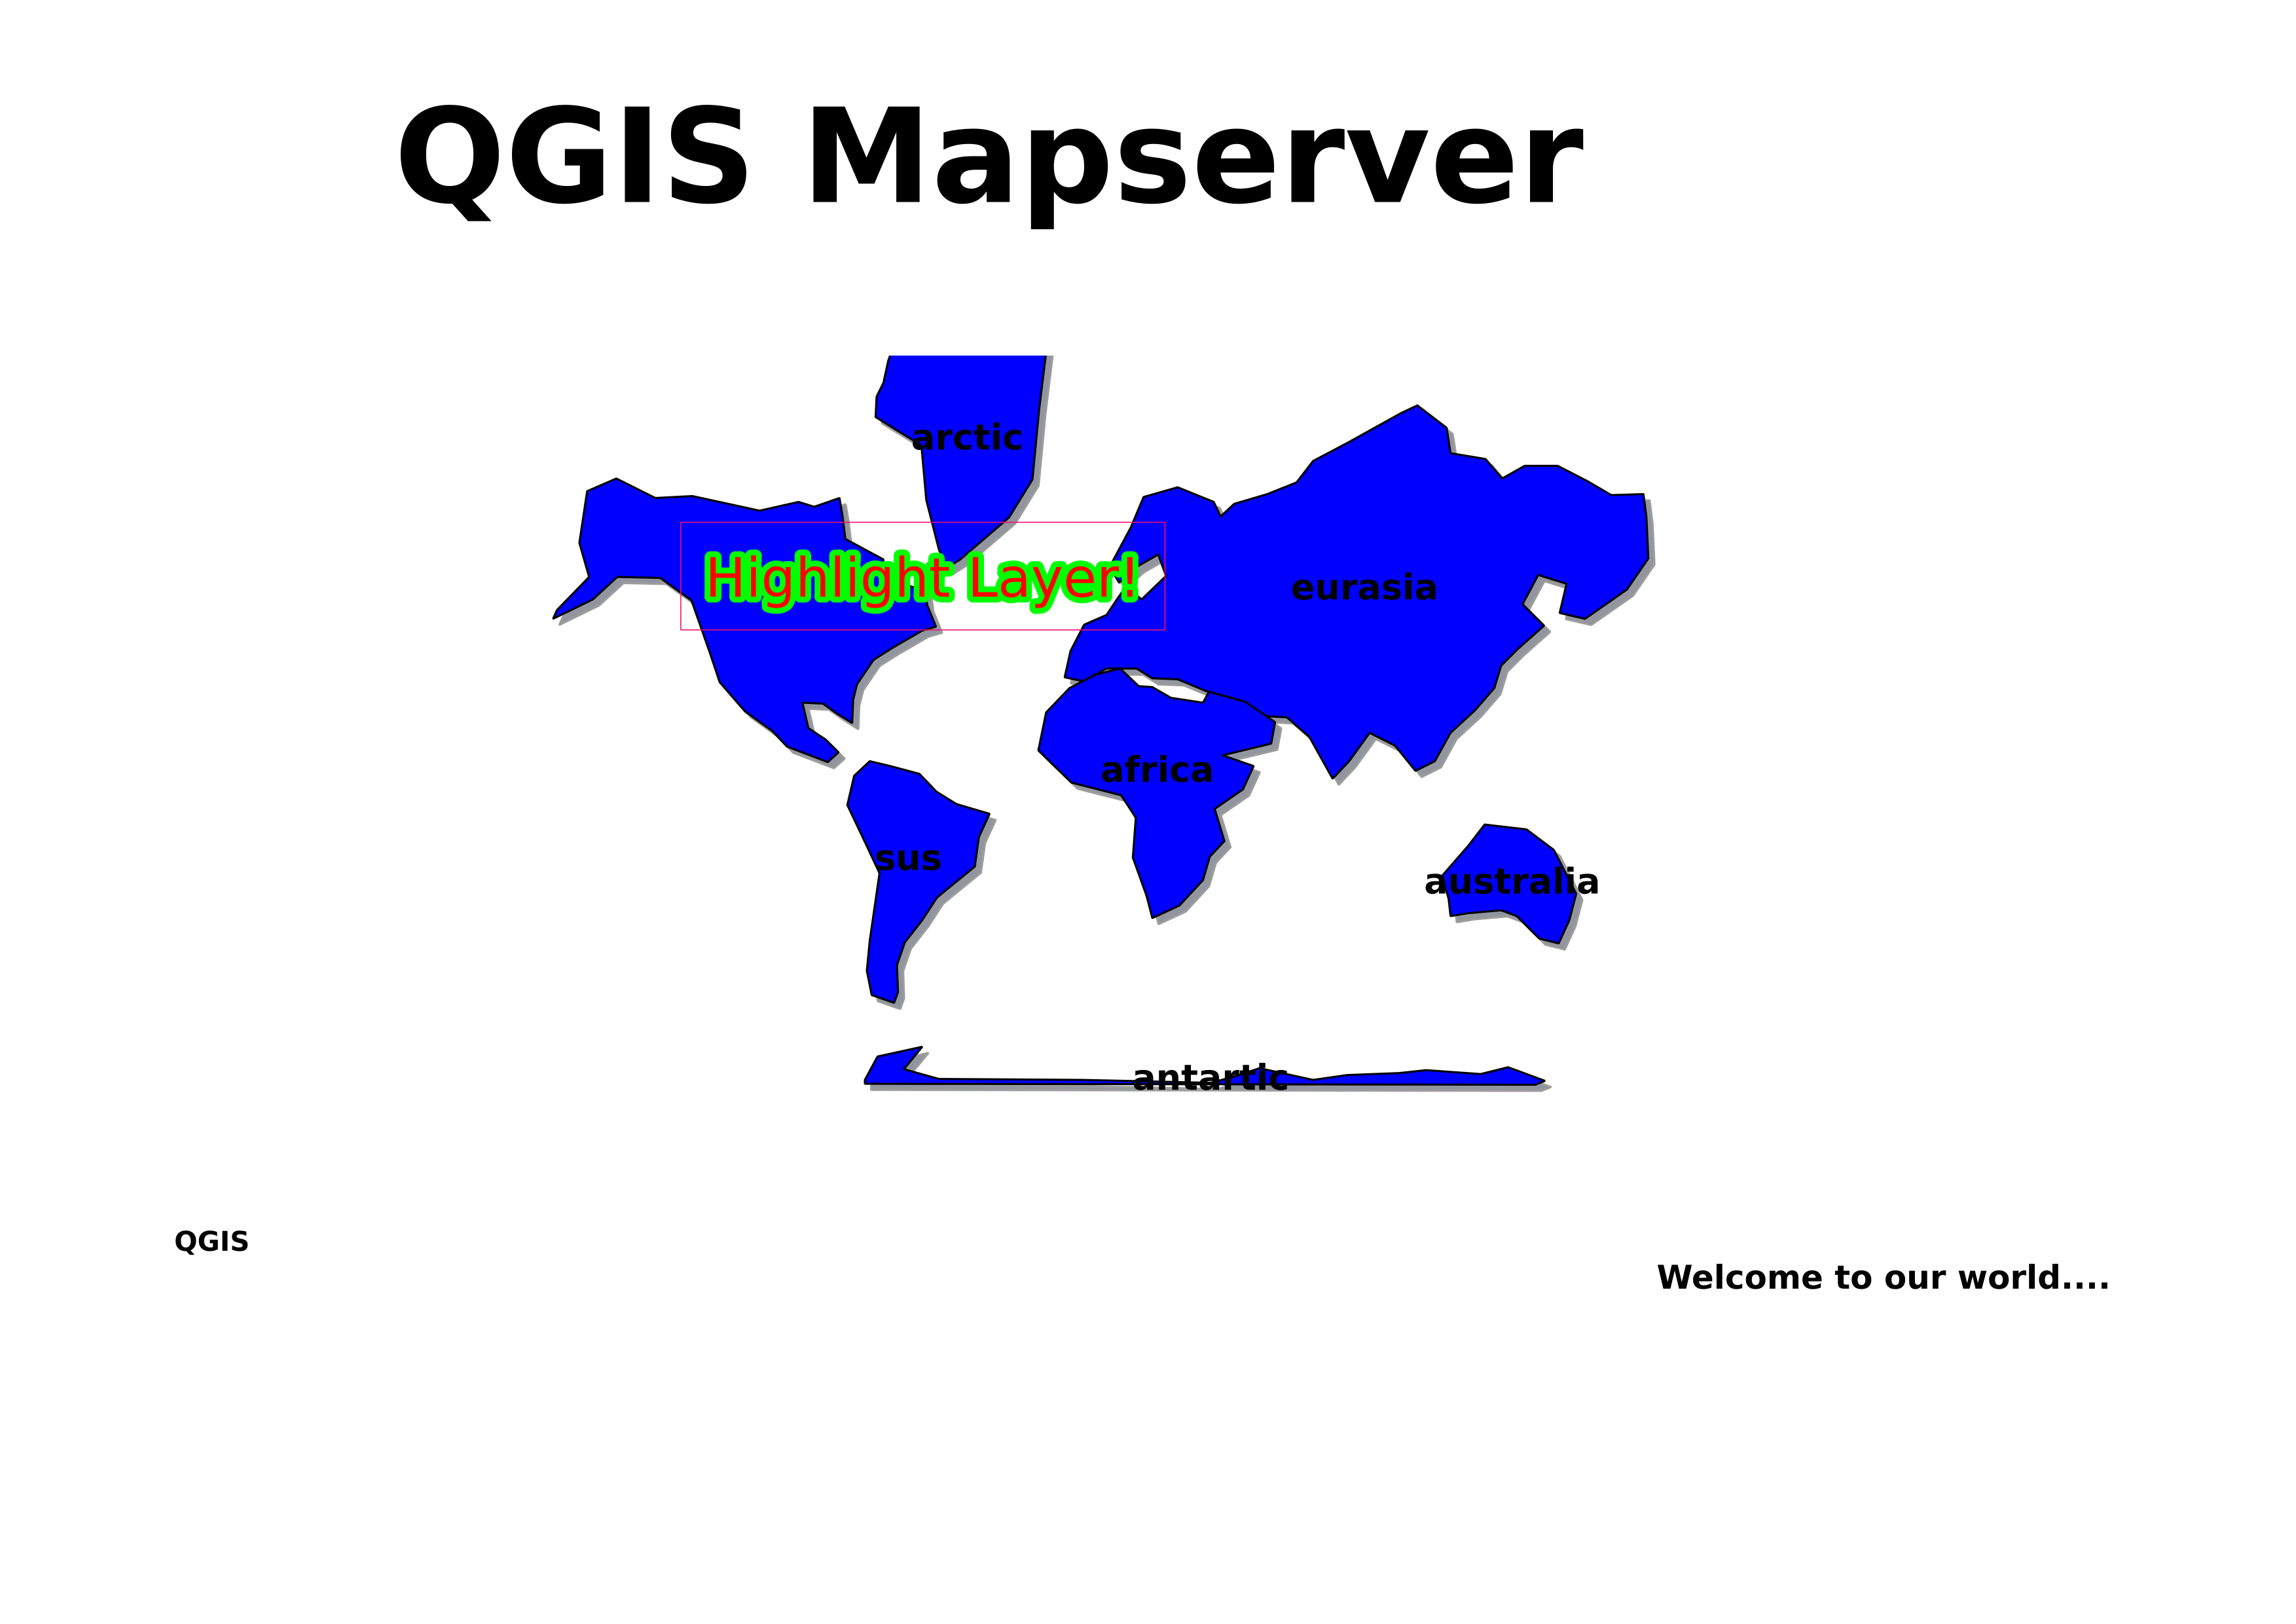 QGIS Mapserver
arctic
Highlight Layer!
eurasia
africa
sus
australia
antartic
QGIS
Welcome to our world....